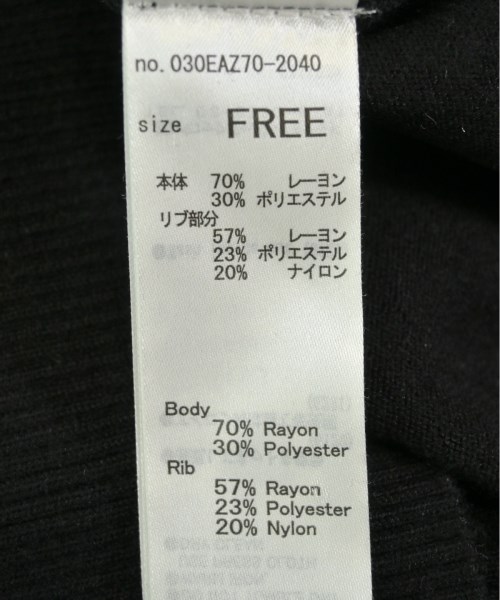 no. 030EAZ70-2040
size FREE
本体 70% レーヨン
30% ポリエステル
リブ部分
57% レーヨン
23% ポリエステル
20% ナイロン
Body
70% Rayon
30% Polyester
Rib
57% Rayon
23% Polyester
20% Nylon